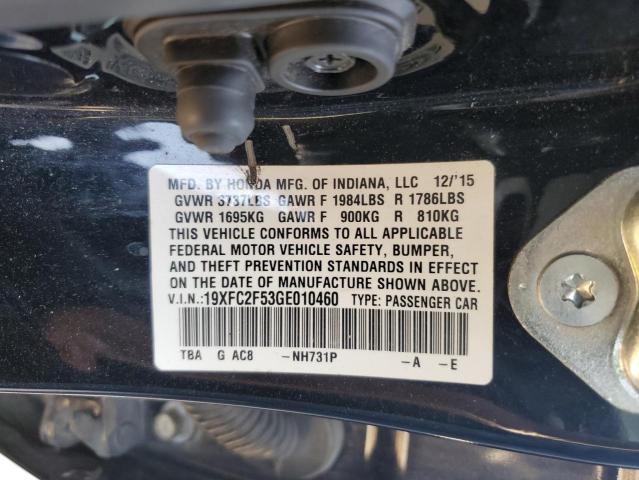 MFD. BY HONDA MFG. OF INDIANA, LLC 12/'15
GVWR 3737LBS GAWR F 1984LBS R 1786LBS
GVWR 1695KG GAWR F 900KG R 810KG
THIS VEHICLE CONFORMS TO ALL APPLICABLE
FEDERAL MOTOR VEHICLE SAFETY, BUMPER,
AND THEFT PREVENTION STANDARDS IN EFFECT
ON THE DATE OF MANUFACTURE SHOWN ABOVE.
V.I.N.:19XFC2F53GE010460 TYPE: PASSENGER CAR
TBA G AC8 -NH731P -A -E